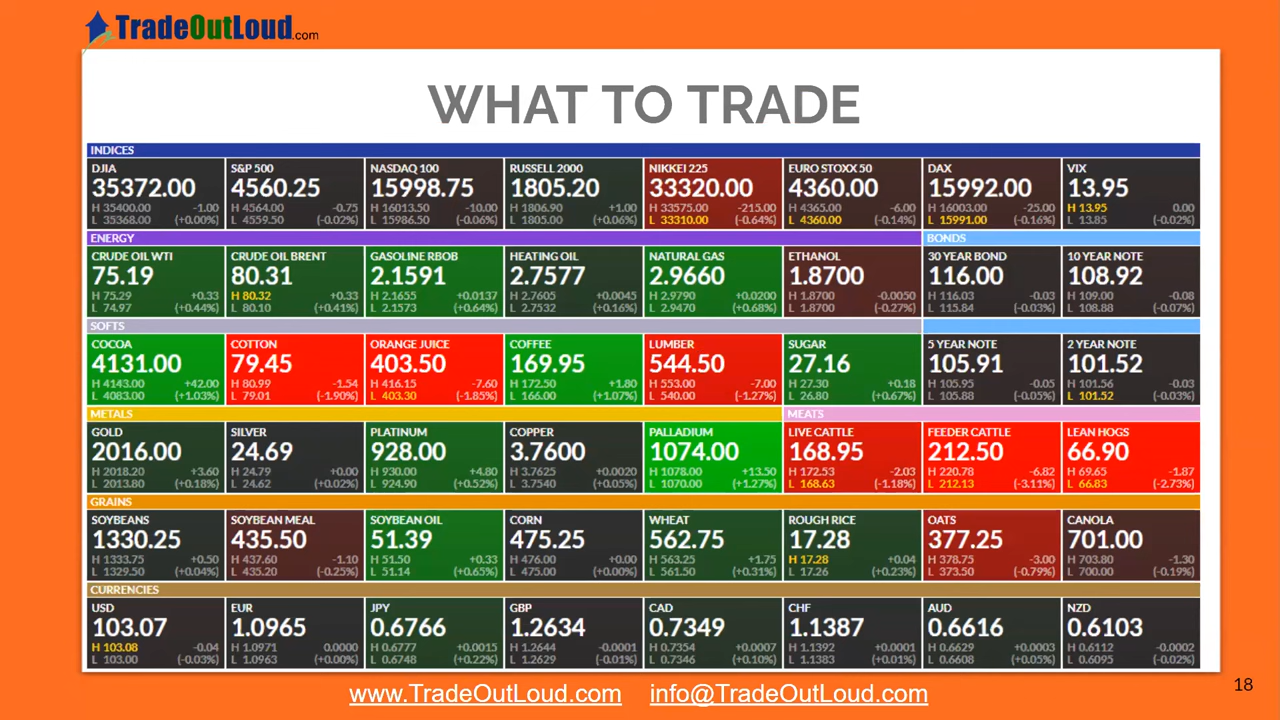 TradeOutLoud.com
WHAT TO TRADE
INDICES
DJIA S&P 500 NASDAQ 100 RUSSELL 2000 NIKKEI 225 EURO STOXX 50 DAX VIX
35372.00 4560.25 15998.75 1805.20 33320.00 4360.00 15992.00 13.95
H 35400.00 -1.00 H 4564.00 -0.75 H 16013.50 -10.00 H 1806.90 +1.00 H 33575.00 -215.00 H 4365.00 -6.00 H 16003.00 -25.00 H 13.95 0.00
L 35368.00 (+0.00%) L 4559.50 (-0.02%) L 15986.50 (-0.06%) L 1805.00 (+0.06%) L 33310.00 (-0.64%) L 4360.00 (-0.14%) L 15991.00 (-0.16%) L 13.85 (-0.02%)
ENERGY BONDS
CRUDE OIL WTI CRUDE OIL BRENT GASOLINE RBOB HEATING OIL NATURAL GAS ETHANOL 30 YEAR BOND 10 YEAR NOTE
75.19 80.31 2.1591 2.7577 2.9660 1.8700 116.00 108.92
H 75.29 +0.33 H 80.32 +0.33 H 2.1655 +0.0137 H 2.7605 +0.0045 H 2.9790 +0.0200 H 1.8700 -0.0050 H 116.03 -0.03 H 109.00 -0.08
L 74.97 (+0.44%) L 80.10 (+0.41%) L 2.1573 (+0.64%) L 2.7532 (+0.16%) L 2.9470 (+0.68%) L 1.8700 (-0.27%) L 115.84 (-0.03%) L 108.88 (-0.07%)
SOFTS
COCOA COTTON ORANGE JUICE COFFEE LUMBER SUGAR 5 YEAR NOTE 2 YEAR NOTE
4131.00 79.45 403.50 169.95 544.50 27.16 105.91 101.52
H 4143.00 +42.00 H 80.99 -1.54 H 416.15 -7.60 H 172.50 +1.80 H 553.00 -7.00 H 27.30 +0.18 H 105.95 -0.05 H 101.56 -0.03
L 4083.00 (+1.03%) L 79.01 (-1.90%) L 403.30 (-1.85%) L 166.00 (+1.07%) L 540.00 (-1.27%) L 26.80 (+0.67%) L 105.88 (-0.05%) L 101.52 (-0.03%)
METALS MEATS
GOLD SILVER PLATINUM COPPER PALLADIUM LIVE CATTLE FEEDER CATTLE LEAN HOGS
2016.00 24.69 928.00 3.7600 1074.00 168.95 212.50 66.90
H 2018.20 +3.60 H 24.79 +0.00 H 930.00 +4.80 H 3.7625 +0.0020 H 1078.00 +13.50 H 172.53 -2.03 H 220.78 -6.82 H 69.65 -1.87
L 2013.80 (+0.18%) L 24.62 (+0.02%) L 924.90 (+0.52%) L 3.7540 (+0.05%) L 1070.00 (+1.27%) L 168.63 (-1.18%) L 212.13 (-3.11%) L 66.83 (-2.73%)
GRAINS
SOYBEANS SOYBEAN MEAL SOYBEAN OIL CORN WHEAT ROUGH RICE OATS CANOLA
1330.25 435.50 51.39 475.25 562.75 17.28 377.25 701.00
H 1333.75 +0.50 H 437.60 -1.10 H 51.50 +0.33 H 476.00 +0.00 H 563.25 +1.75 H 17.28 +0.04 H 378.75 -3.00 H 703.80 -1.30
L 1329.50 (+0.04%) L 435.20 (-0.25%) L 51.14 (+0.65%) L 475.00 (+0.00%) L 561.50 (+0.31%) L 17.26 (+0.23%) L 373.50 (-0.79%) L 700.00 (-0.19%)
CURRENCIES
USD EUR JPY GBP CAD CHF AUD NZD
103.07 1.0965 0.6766 1.2634 0.7349 1.1387 0.6616 0.6103
H 103.08 -0.04 H 1.0971 0.0000 H 0.6777 +0.0015 H 1.2644 -0.0001 H 0.7354 +0.0007 H 1.1392 +0.0001 H 0.6629 +0.0003 H 0.6112 -0.0002
L 103.00 (-0.03%) L 1.0963 (+0.00%) L 0.6748 (+0.22%) L 1.2629 (-0.01%) L 0.7346 (+0.10%) L 1.1383 (+0.01%) L 0.6608 (+0.05%) L 0.6095 (-0.02%)
www.TradeOutLoud.com info@TradeOutLoud.com
18